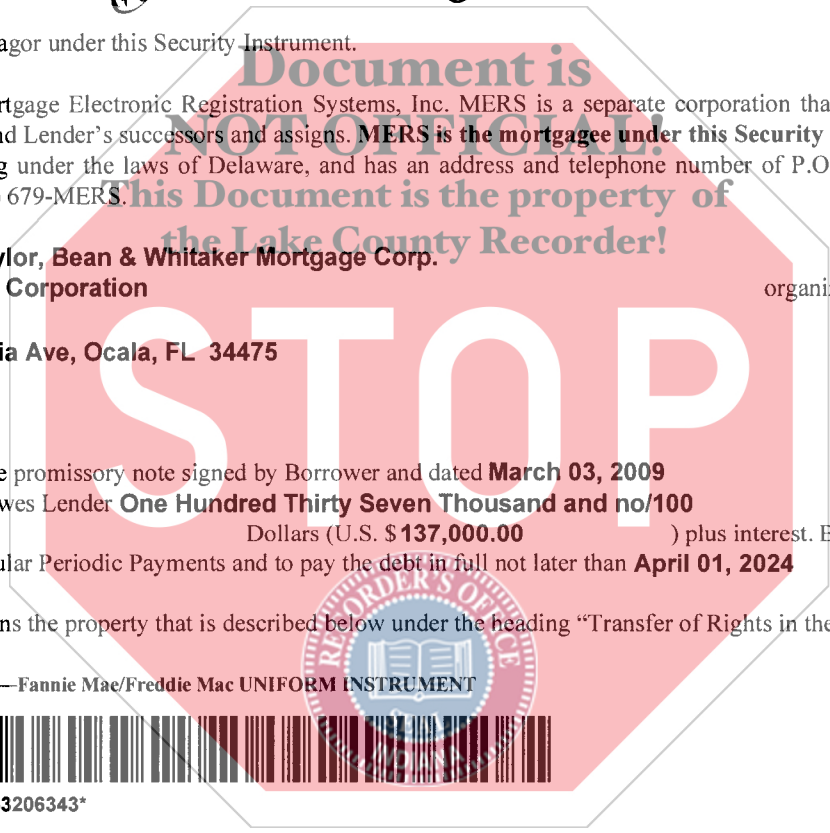 agor under this Security Instrument.
Document is
rtgage Electronic Registration Systems, Inc. MERS is a separate corporation tha
NOT OFFICIAL!
nd Lender's successors and assigns. MERS is the mortgagee under this Security
g under the laws of Delaware, and has an address and telephone number of P.O
679-MERS.
This Document is the property of
the Lake County Recorder!
ylor, Bean & Whitaker Mortgage Corp.
Corporation organi
ia Ave, Ocala, FL 34475
STOP
e promissory note signed by Borrower and dated March 03, 2009
wes Lender One Hundred Thirty Seven Thousand and no/100
Dollars (U.S. $137,000.00 ) plus interest. B
ular Periodic Payments and to pay the debt in full not later than April 01, 2024
ns the property that is described below under the heading “Transfer of Rights in the
—Fannie Mae/Freddie Mac UNIFORM INSTRUMENT
RECORDER'S OFFICE
SEAL
INDIANA
3206343*